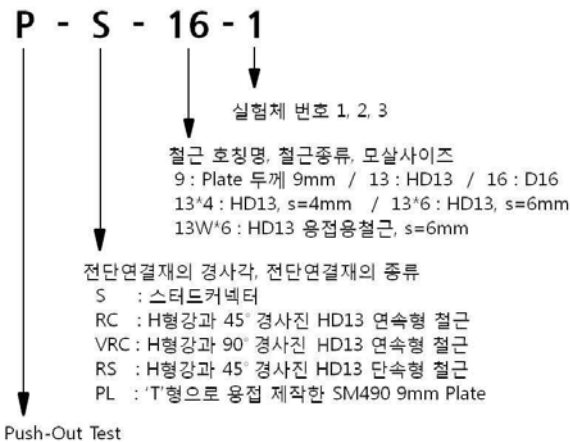 P - S - 16 - 1
실험체 번호 1, 2, 3
철근 호칭명, 철근종류, 모살사이즈
9 : Plate 두께 9mm / 13 : HD13 / 16 : D16
13*4 : HD13, s=4mm / 13*6 : HD13, s=6mm
13W*6 : HD13 용접용철근, s=6mm
전단연결재의 경사각, 전단연결재의 종류
S : 스터드커넥터
RC : H형강과 45° 경사진 HD13 연속형 철근
VRC : H형강과 90° 경사진 HD13 연속형 철근
RS : H형강과 45° 경사진 HD13 단속형 철근
PL : 'T'형으로 용접 제작한 SM490 9mm Plate
Push-Out Test